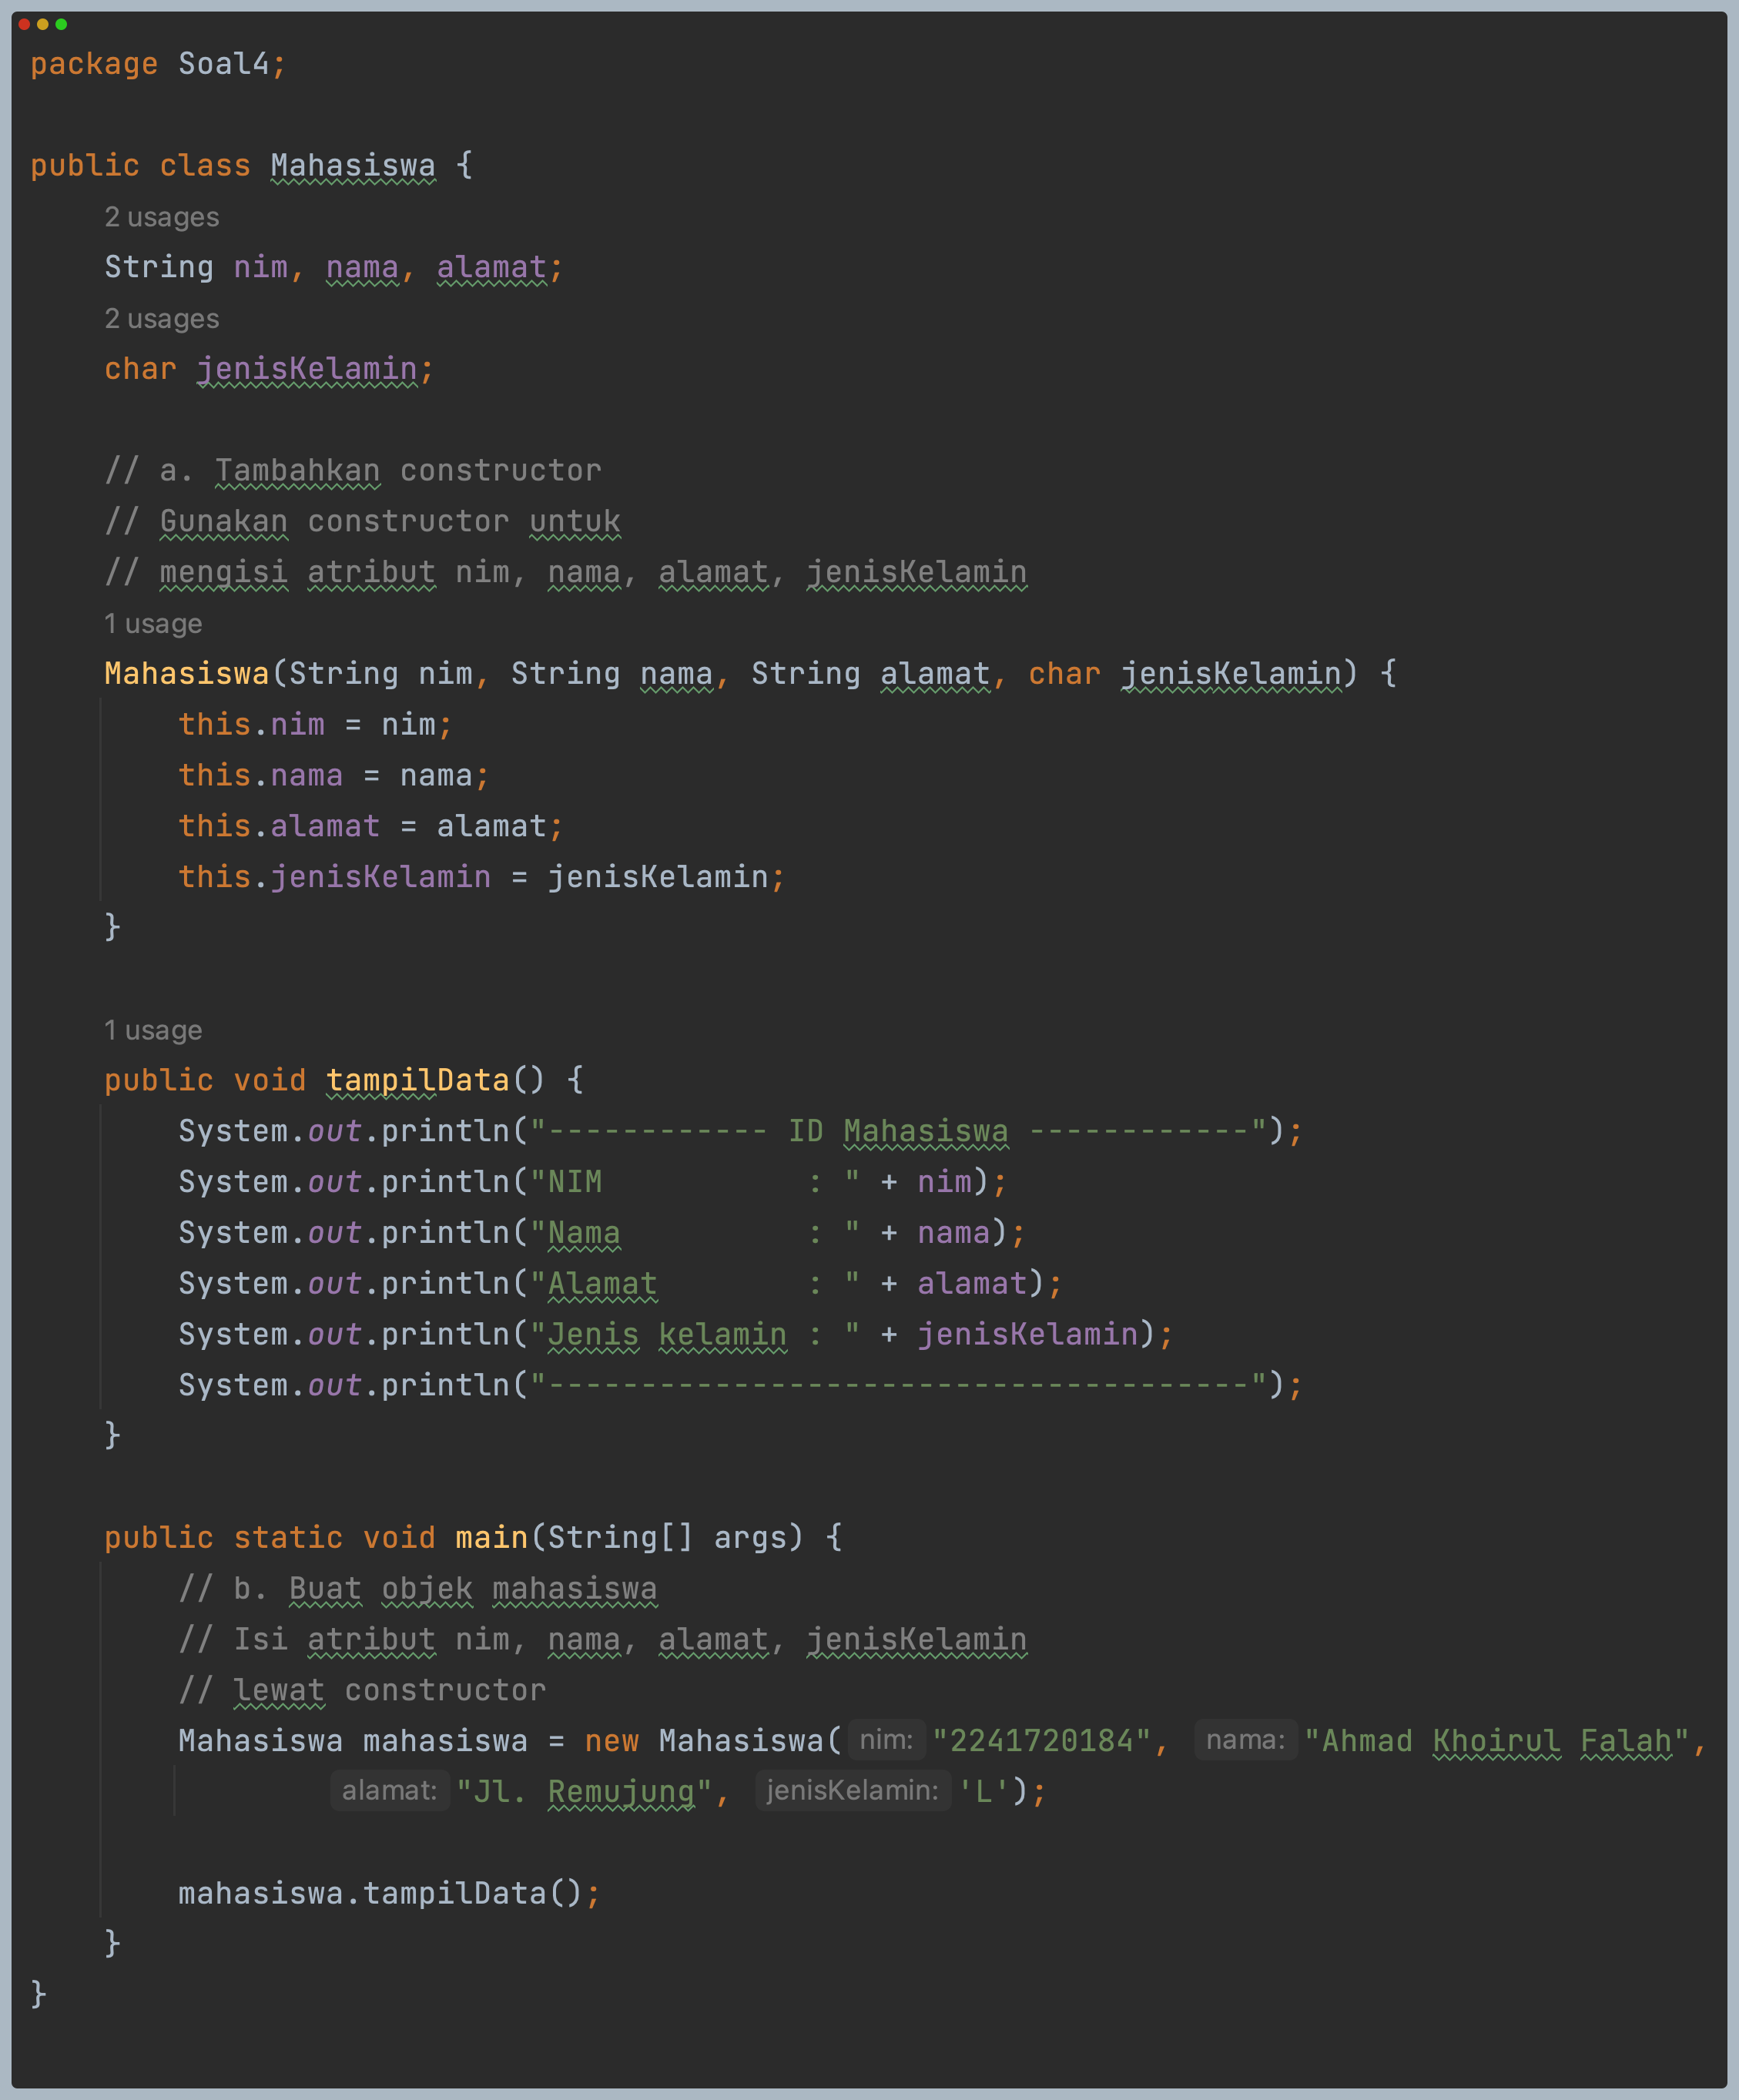 package Soal4;
public class Mahasiswa {
2 usages
String nim, nama, alamat;
2 usages
char jenisKelamin;
// a. Tambahkan constructor
// Gunakan constructor untuk
// mengisi atribut nim, nama, alamat, jenisKelamin
1 usage
Mahasiswa(String nim, String nama, String alamat, char jenisKelamin) {
this.nim = nim;
this.nama = nama;
this.alamat = alamat;
this.jenisKelamin = jenisKelamin;
}
1 usage
public void tampilData() {
System.out.println("------------ ID Mahasiswa ------------");
System.out.println("NIM           : " + nim);
System.out.println("Nama          : " + nama);
System.out.println("Alamat        : " + alamat);
System.out.println("Jenis kelamin : " + jenisKelamin);
System.out.println("--------------------------------------");
}
public static void main(String[] args) {
// b. Buat objek mahasiswa
// Isi atribut nim, nama, alamat, jenisKelamin
// lewat constructor
Mahasiswa mahasiswa = new Mahasiswa( nim: "2241720184", nama: "Ahmad Khoirul Falah",
alamat: "Jl. Remujung", jenisKelamin: 'L');
mahasiswa.tampilData();
}
}